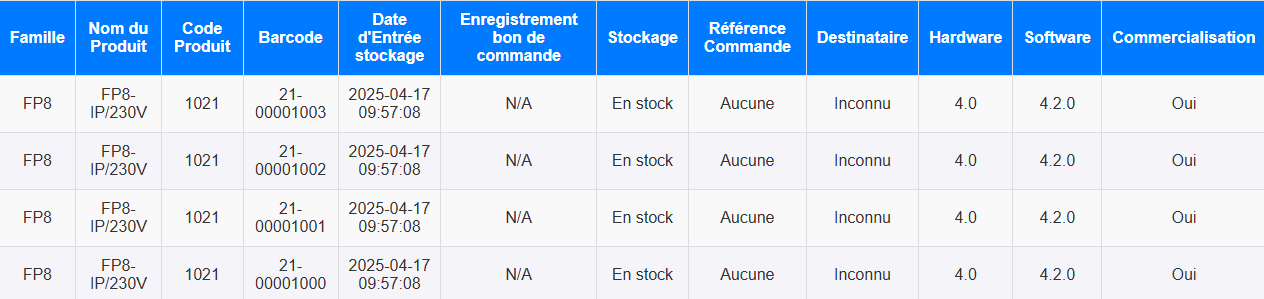 Famille
Nom du
Produit
Code
Produit
Barcode
Date
d'Entrée
stockage
Enregistrement
bon de
commande
Stockage
Référence
Commande
Destinataire
Hardware
Software
Commercialisation
FP8
FP8-
IP/230V
1021
21-
00001003
2025-04-17
09:57:08
N/A
En stock
Aucune
Inconnu
4.0
4.2.0
Oui
FP8
FP8-
IP/230V
1021
21-
00001002
2025-04-17
09:57:08
N/A
En stock
Aucune
Inconnu
4.0
4.2.0
Oui
FP8
FP8-
IP/230V
1021
21-
00001001
2025-04-17
09:57:08
N/A
En stock
Aucune
Inconnu
4.0
4.2.0
Oui
FP8
FP8-
IP/230V
1021
21-
00001000
2025-04-17
09:57:08
N/A
En stock
Aucune
Inconnu
4.0
4.2.0
Oui